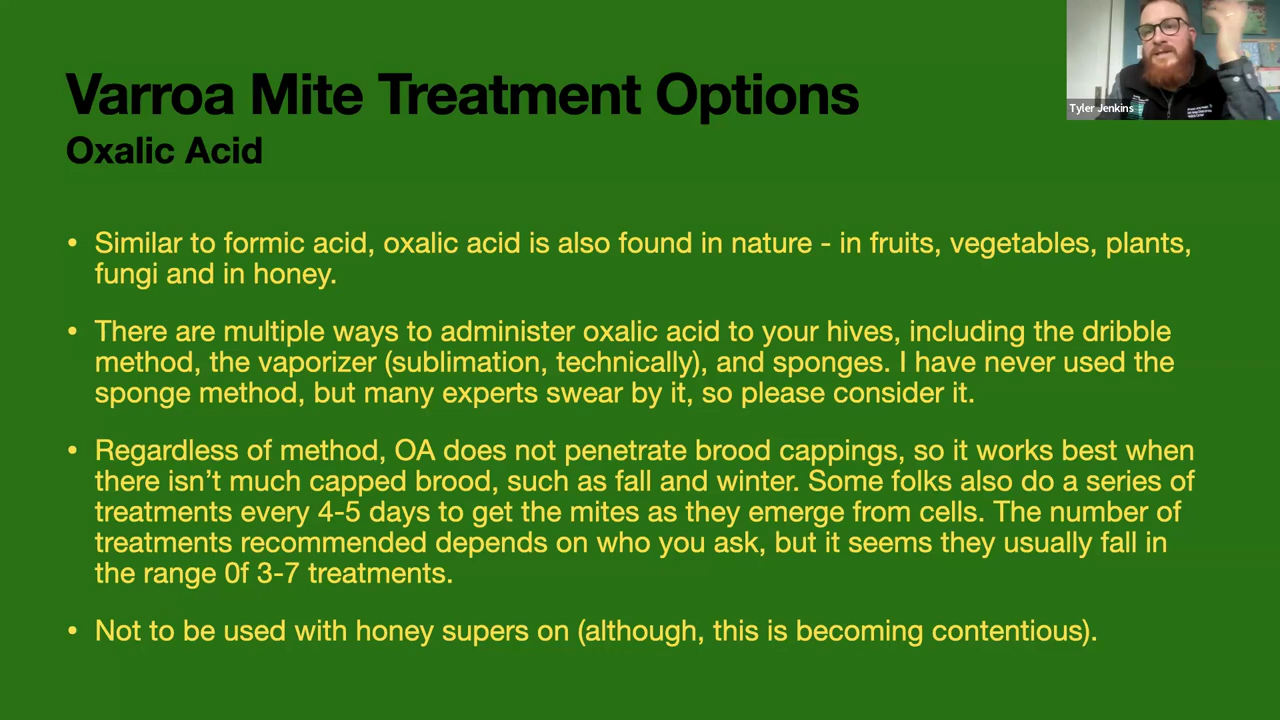 Varroa Mite Treatment Options
Oxalic Acid
Tyler Jenkins
• Similar to formic acid, oxalic acid is also found in nature - in fruits, vegetables, plants,
fungi and in honey.
• There are multiple ways to administer oxalic acid to your hives, including the dribble
method, the vaporizer (sublimation, technically), and sponges. I have never used the
sponge method, but many experts swear by it, so please consider it.
• Regardless of method, OA does not penetrate brood cappings, so it works best when
there isn’t much capped brood, such as fall and winter. Some folks also do a series of
treatments every 4-5 days to get the mites as they emerge from cells. The number of
treatments recommended depends on who you ask, but it seems they usually fall in
the range 0f 3-7 treatments.
• Not to be used with honey supers on (although, this is becoming contentious).